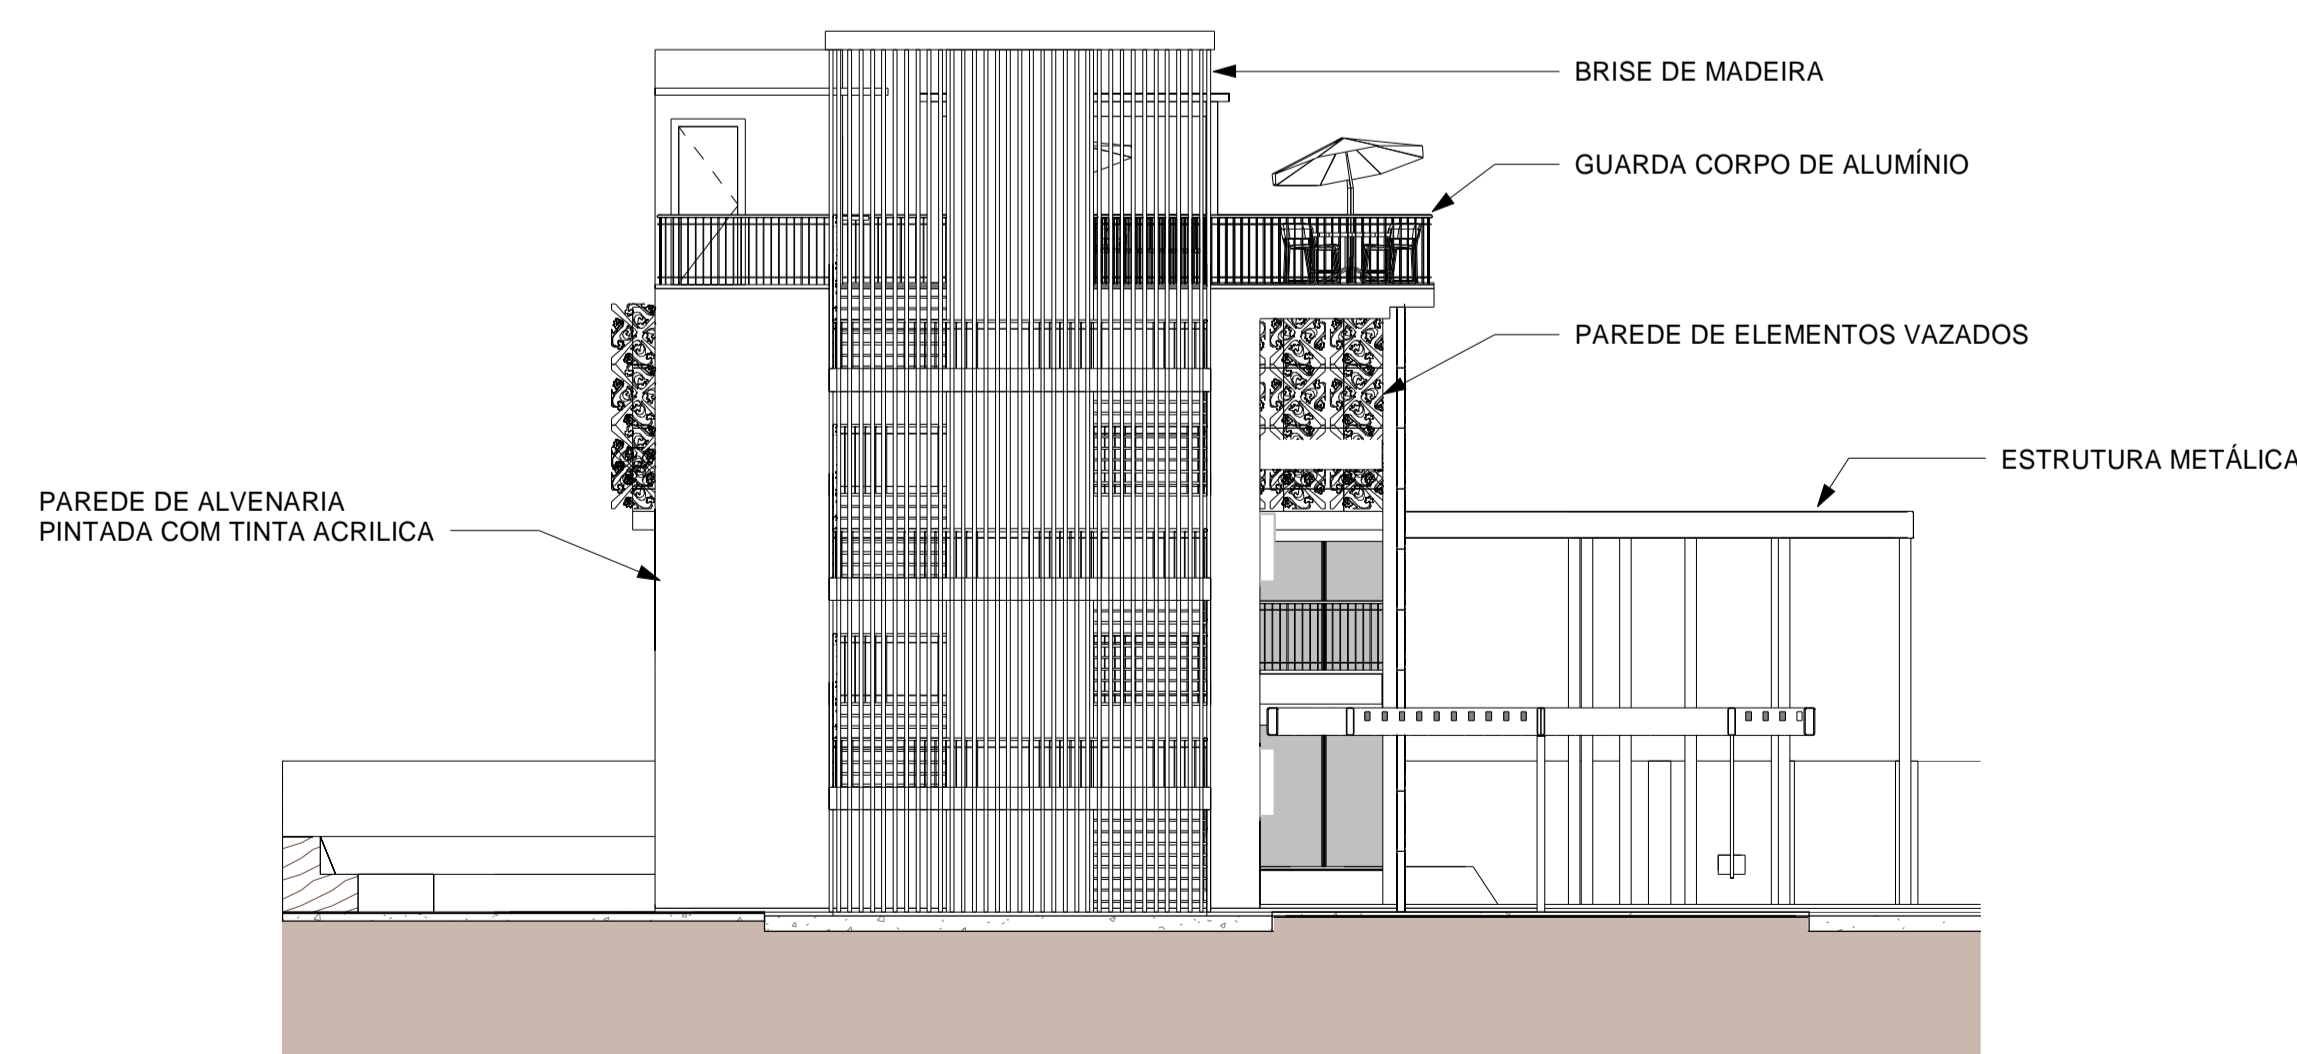 BRISE DE MADEIRA
GUARDA CORPO DE ALUMÍNIO
PAREDE DE ELEMENTOS VAZADOS
ESTRUTURA METÁLICA
PAREDE DE ALVENARIA
PINTADA COM TINTA ACRILICA